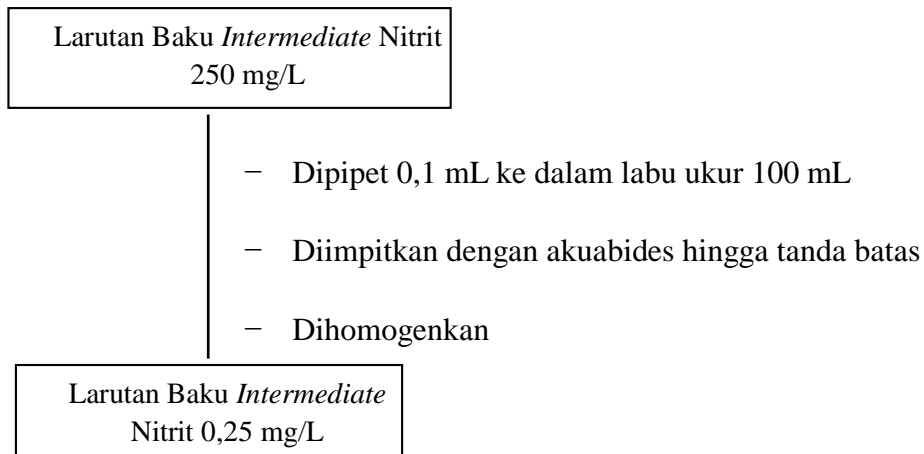 Larutan Baku Intermediate Nitrit
250 mg/L
− Dipipet 0,1 mL ke dalam labu ukur 100 mL
− Diimpitkan dengan akuabides hingga tanda batas
− Dihomogenkan
Larutan Baku Intermediate
Nitrit 0,25 mg/L